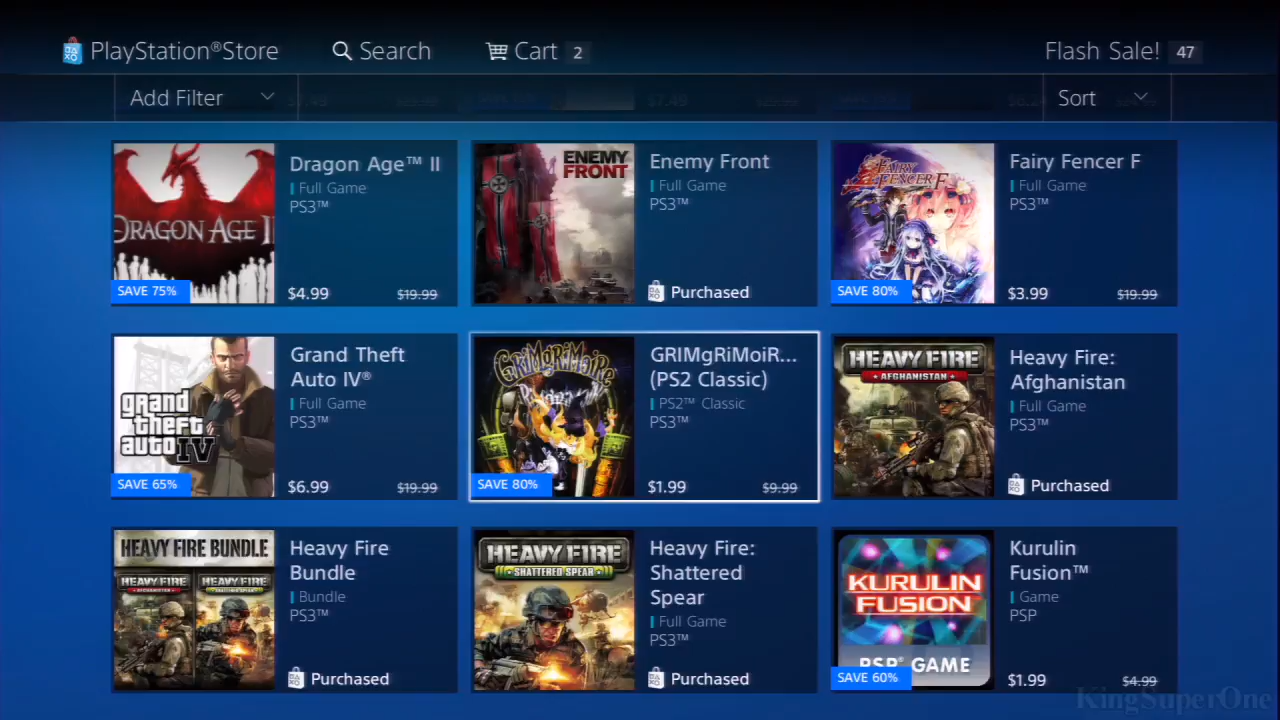 PlayStation®Store
Search
Cart 2
Flash Sale! 47
Add Filter
$7.49
Sort
DRAGON AGE II
SAVE 75%
Dragon Age™ II
Full Game
PS3™
$4.99 $19.99
ENEMY
FRONT
Enemy Front
Full Game
PS3™
Purchased
FAIRY
FENCER F
SAVE 80%
Fairy Fencer F
Full Game
PS3™
$3.99 $19.99
grand
theft
auto IV
SAVE 65%
Grand Theft
Auto IV®
Full Game
PS3™
$6.99 $19.99
GRiMgRiMoire
SAVE 80%
GRIMgRiMoiR...
(PS2 Classic)
PS2™ Classic
PS3™
$1.99 $9.99
HEAVY FIRE
AFGHANISTAN
Heavy Fire:
Afghanistan
Full Game
PS3™
Purchased
HEAVY FIRE BUNDLE
HEAVY FIRE HEAVY FIRE
Heavy Fire
Bundle
Bundle
PS3™
Purchased
HEAVY FIRE
SHATTERED SPEAR
Heavy Fire:
Shattered
Spear
Full Game
PS3™
Purchased
KURULIN
FUSION
PSP® GAME
SAVE 60%
Kurulin
Fusion™
Game
PSP
$1.99 $4.99
KingSuperOne